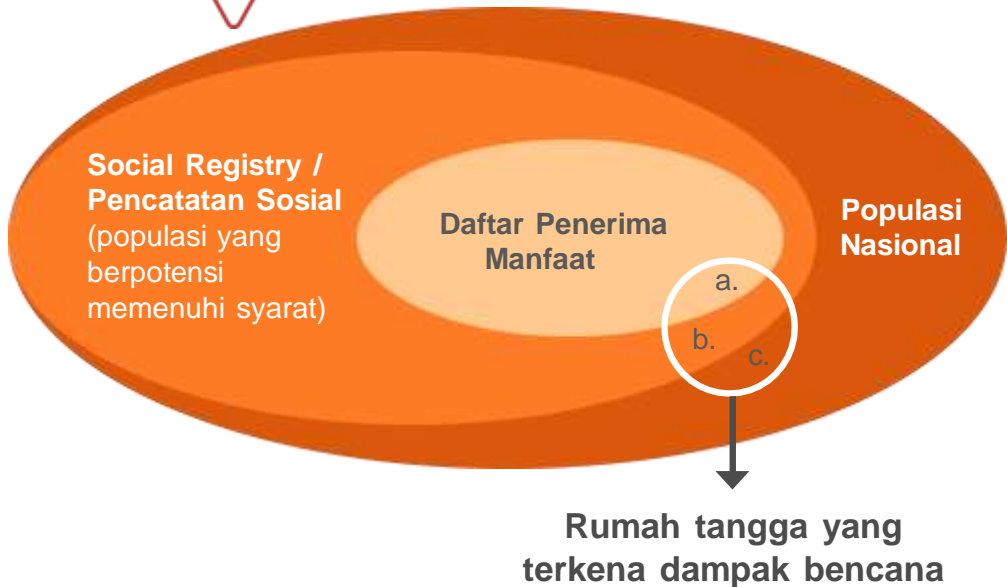 Social Registry /
Pencatatan Sosial
(populasi yang
berpotensi
memenuhi syarat)
Daftar Penerima
Manfaat
Populasi
Nasional
a.
b.
c.
Rumah tangga yang
terkena dampak bencana